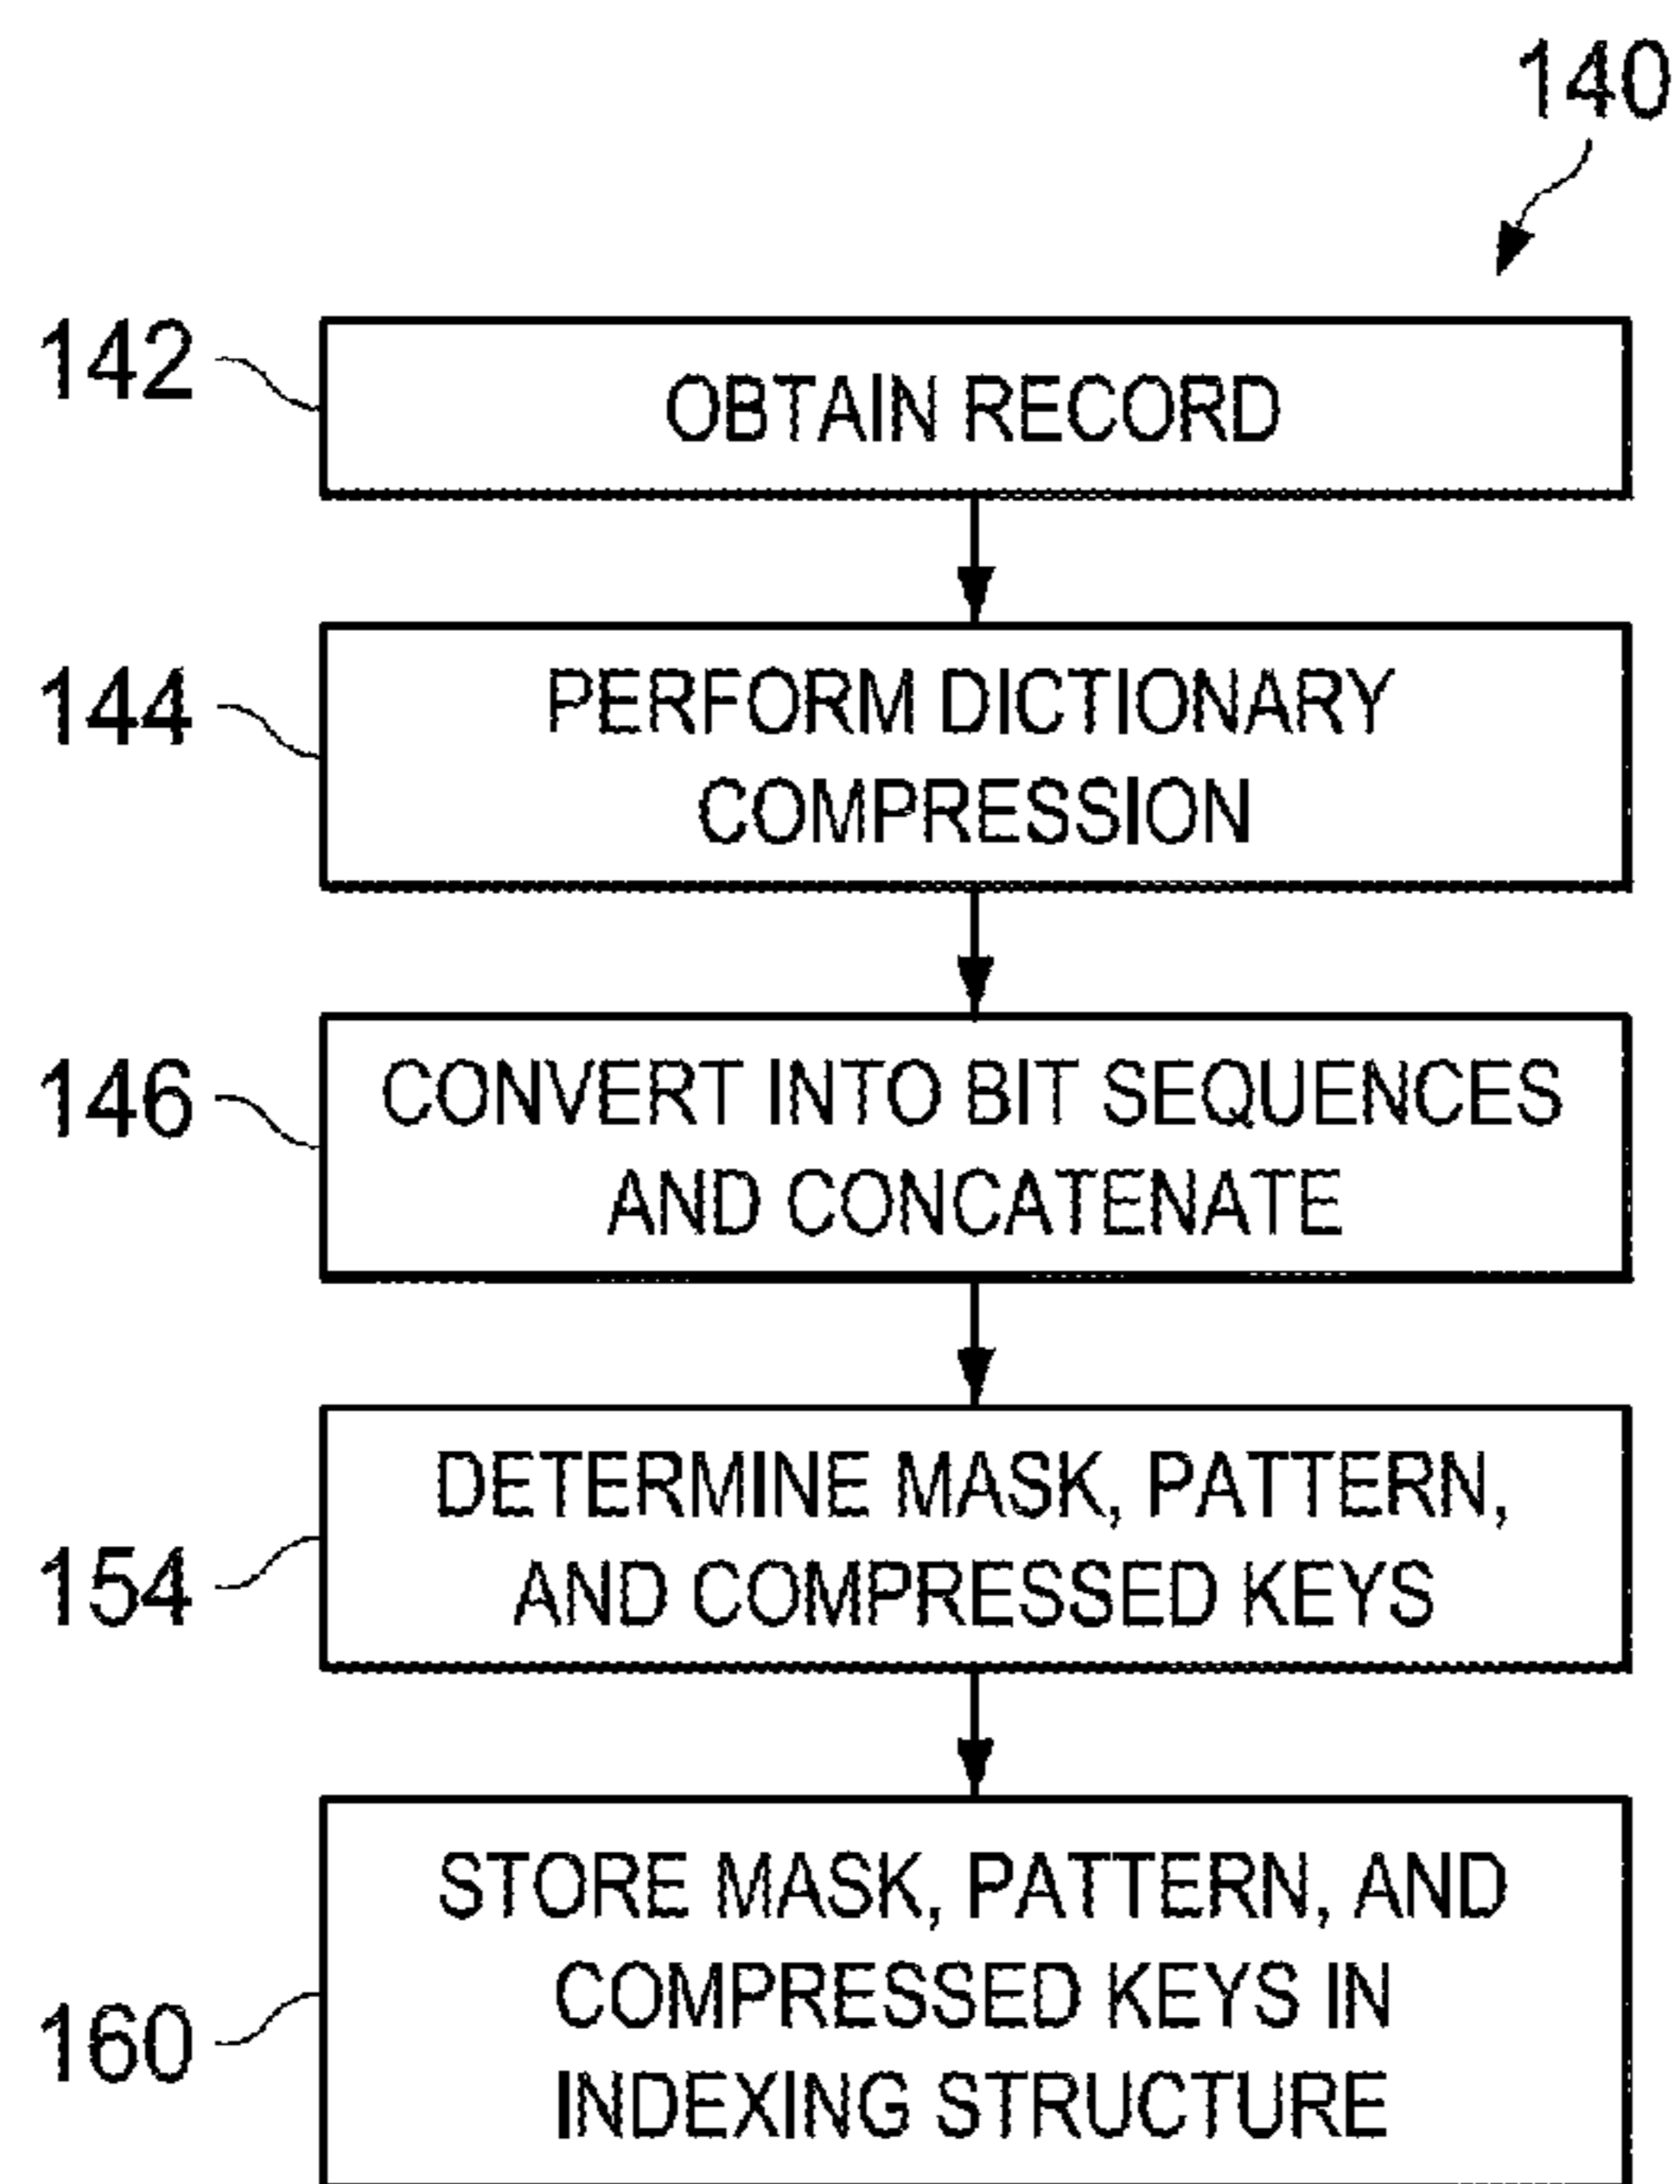 140
142
OBTAIN RECORD
144
PERFORM DICTIONARY
COMPRESSION
146
CONVERT INTO BIT SEQUENCES
AND CONCATENATE
154
DETERMINE MASK, PATTERN,
AND COMPRESSED KEYS
160
STORE MASK, PATTERN, AND
COMPRESSED KEYS IN
INDEXING STRUCTURE